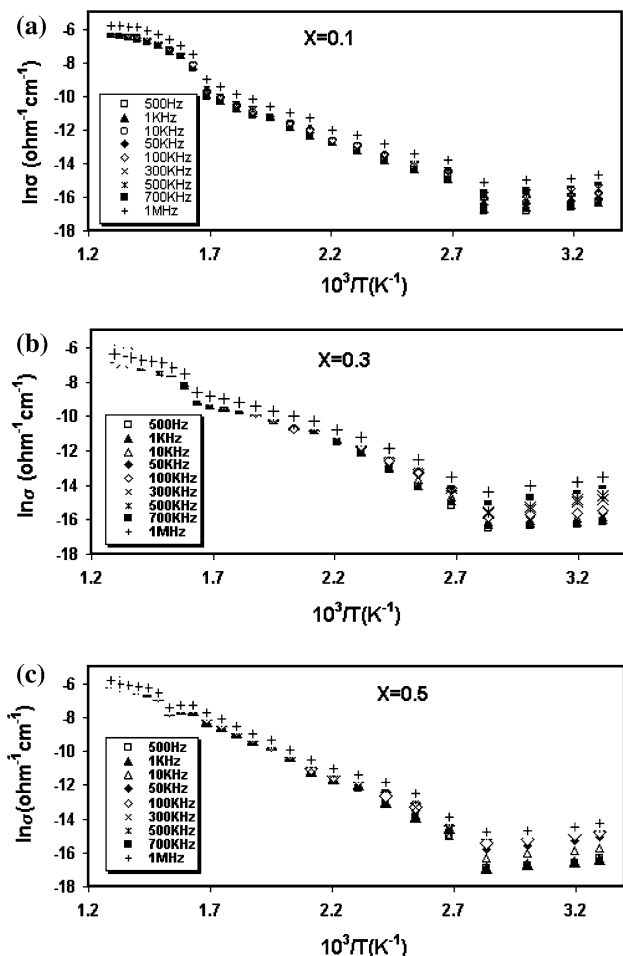 (a)
X=0.1
-6
-8
-10
-12
-14
-16
-18
lnσ (ohm⁻¹cm⁻¹)
500Hz
1KHz
10KHz
50KHz
100KHz
300KHz
500KHz
700KHz
1MHz
1.2 1.7 2.2 2.7 3.2
10³/T(K⁻¹)
(b)
X=0.3
-6
-8
-10
-12
-14
-16
-18
lnσ (ohm⁻¹cm⁻¹)
500Hz
1KHz
10KHz
50KHz
100KHz
300KHz
500KHz
700KHz
1MHz
1.2 1.7 2.2 2.7 3.2
10³/T(K⁻¹)
(c)
X=0.5
-6
-8
-10
-12
-14
-16
-18
lnσ(ohm⁻¹cm⁻¹)
500Hz
1KHz
10KHz
50KHz
100KHz
300KHz
500KHz
700KHz
1MHz
1.2 1.7 2.2 2.7 3.2
10³/T(K⁻¹)